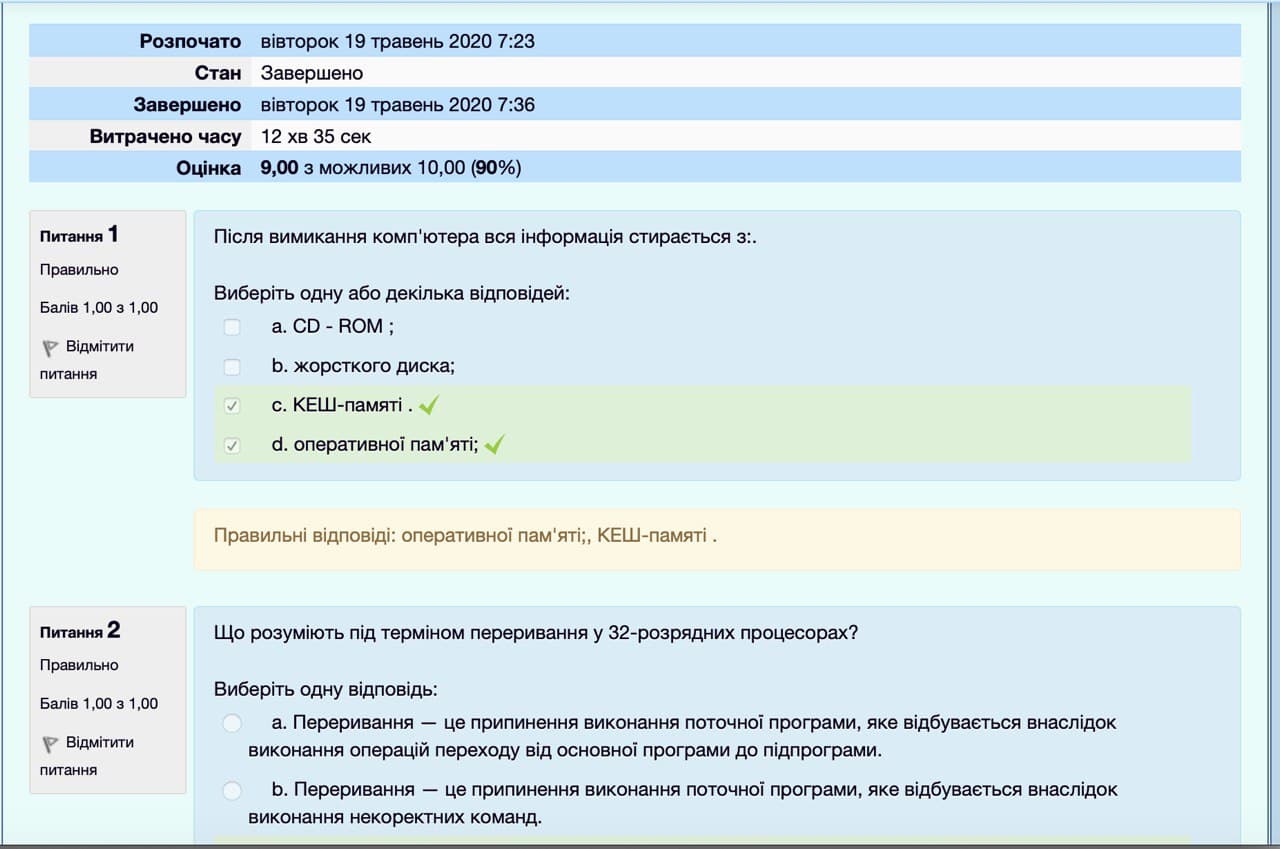 Розпочато вівторок 19 травень 2020 7:23
Стан Завершено
Завершено вівторок 19 травень 2020 7:36
Витрачено часу 12 хв 35 сек
Оцінка 9,00 з можливих 10,00 (90%)
Питання 1
Правильно
Балів 1,00 з 1,00
Відмітити
питання
Після вимикання комп'ютера вся інформація стирається з:.
Виберіть одну або декілька відповідей:
a. CD - ROM ;
b. жорсткого диска;
c. КЕШ-памяті .
d. оперативної пам'яті;
Правильні відповіді: оперативної пам'яті;, КЕШ-памяті .
Питання 2
Правильно
Балів 1,00 з 1,00
Відмітити
питання
Що розуміють під терміном переривання у 32-розрядних процесорах?
Виберіть одну відповідь:
a. Переривання — це припинення виконання поточної програми, яке відбувається внаслідок
виконання операцій переходу від основної програми до підпрограми.
b. Переривання — це припинення виконання поточної програми, яке відбувається внаслідок
виконання некоректних команд.